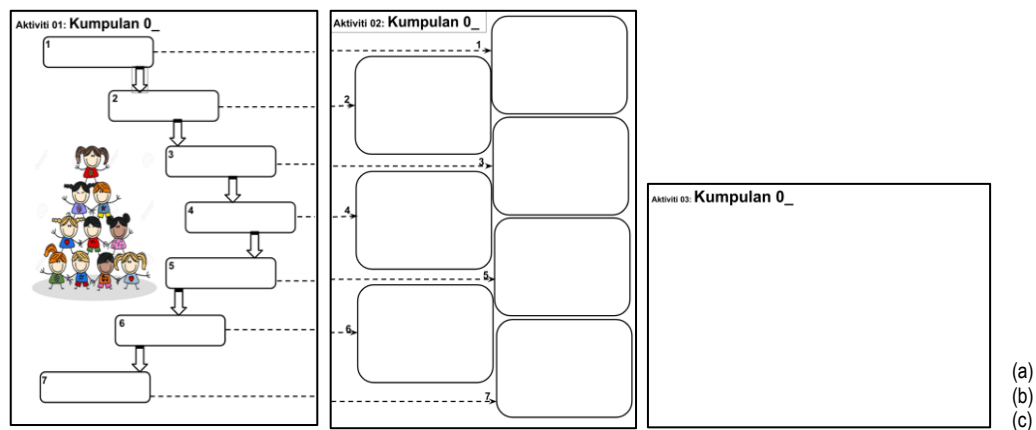 Aktiviti 01: Kumpulan 0_
1
2
3
4
5
6
7
Aktiviti 02: Kumpulan 0_
1
2
3
4
5
6
7
Aktiviti 03: Kumpulan 0_
(a)
(b)
(c)